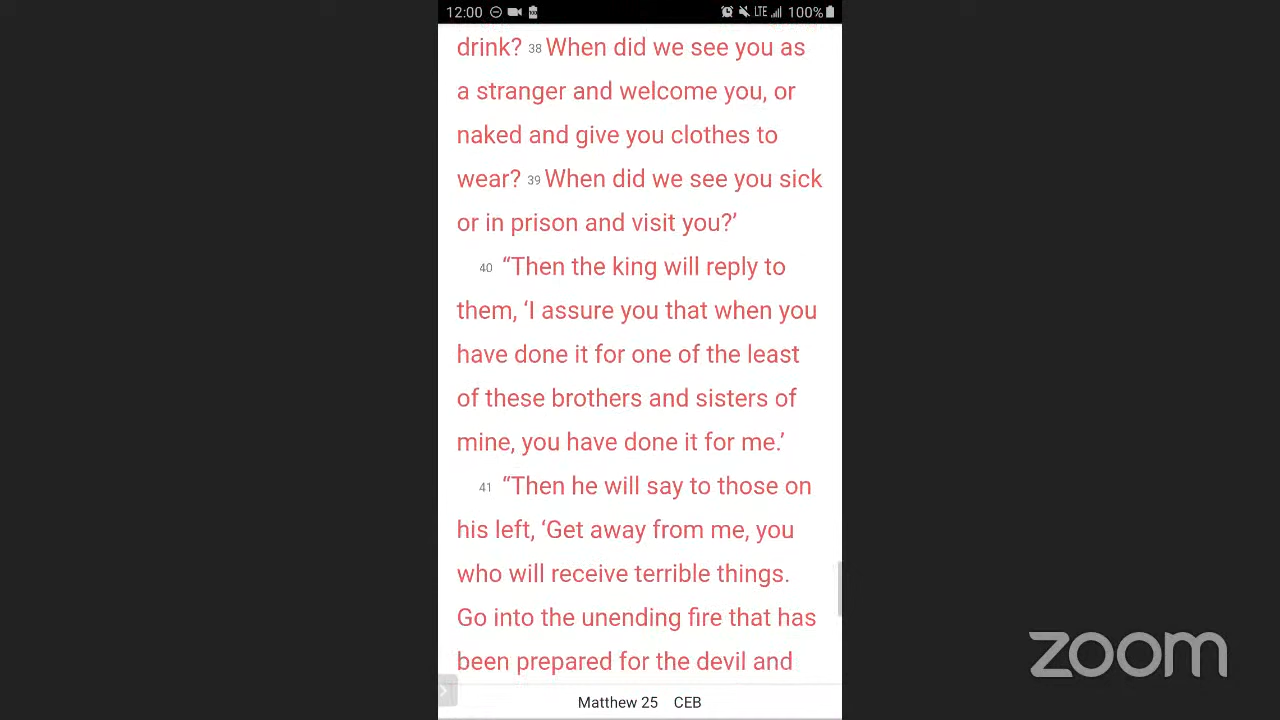 12:00 LTE 100%
drink? 38 When did we see you as
a stranger and welcome you, or
naked and give you clothes to
wear? 39 When did we see you sick
or in prison and visit you?’
40 “Then the king will reply to
them, ‘I assure you that when you
have done it for one of the least
of these brothers and sisters of
mine, you have done it for me.’
41 “Then he will say to those on
his left, ‘Get away from me, you
who will receive terrible things.
Go into the unending fire that has
been prepared for the devil and
Matthew 25 CEB
zoom